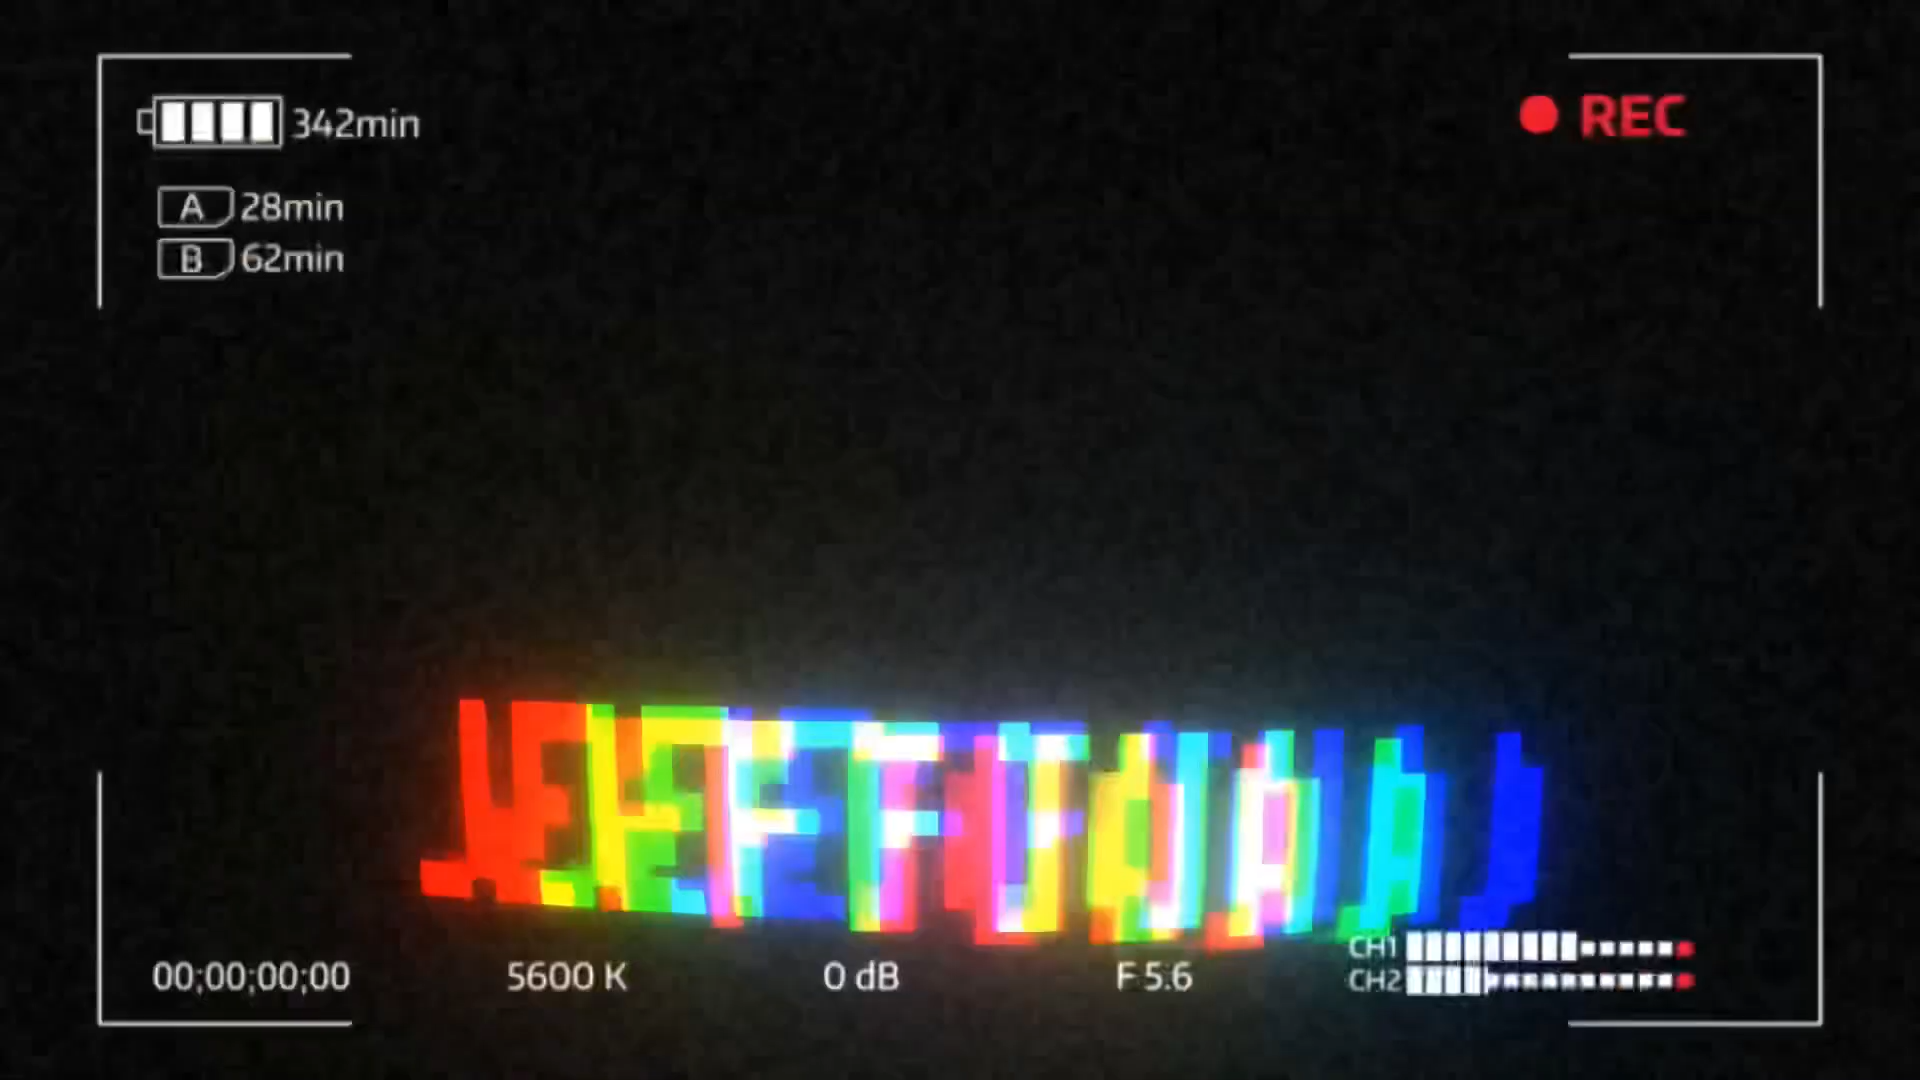 342min
REC
A 28min
B 62min
00;00;00;00
5600 K
0 dB
F 5.6
CH1
CH2